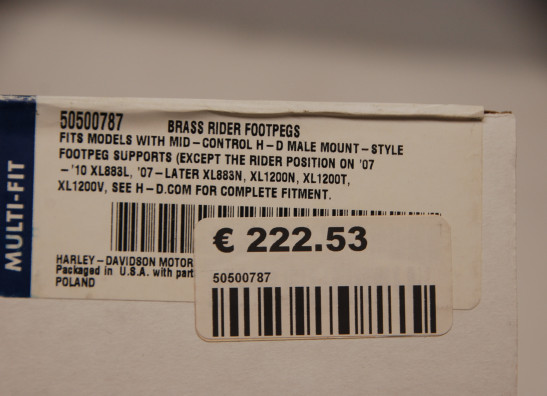 MULTI-FIT
50500787 BRASS RIDER FOOTPEGS
FITS MODELS WITH MID-CONTROL H-D MALE MOUNT-STYLE
FOOTPEG SUPPORTS (EXCEPT THE RIDER POSITION ON '07
-'10 XL883L, '07-LATER XL883N, XL1200N, XL1200T,
XL1200V, SEE H-D.COM FOR COMPLETE FITMENT.
HARLEY-DAVIDSON MOTOR
Packaged in U.S.A. with part
POLAND
€ 222.53
50500787